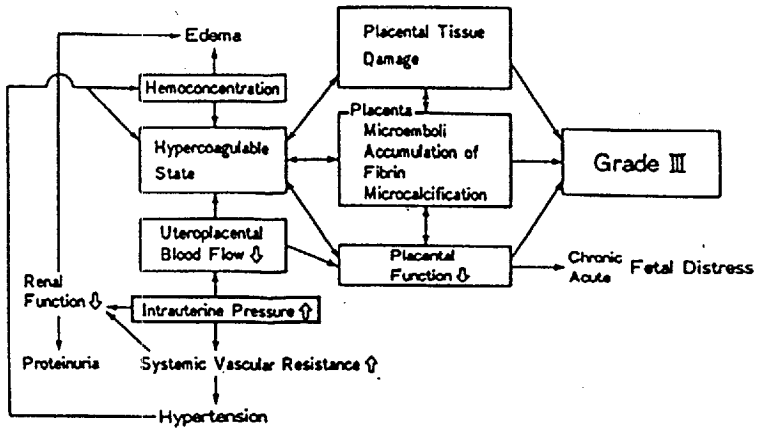 Edema
Placental Tissue
Damage
Hemoconcentration
Placenta
Microemboli
Accumulation of
Fibrin
Microcalcification
Hypercoagulable
State
Grade III
Uteroplacental
Blood Flow ⇩
Placental
Function ⇩
Chronic
Acute
Fetal Distress
Renal
Function ⇩
Intrauterine Pressure ⇧
Proteinuria
Systemic Vascular Resistance ⇧
Hypertension